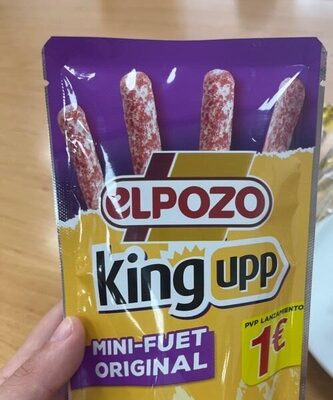 ELPOZO
King upp
MINI-FUET
ORIGINAL
PVP LANZAMIENTO
1€